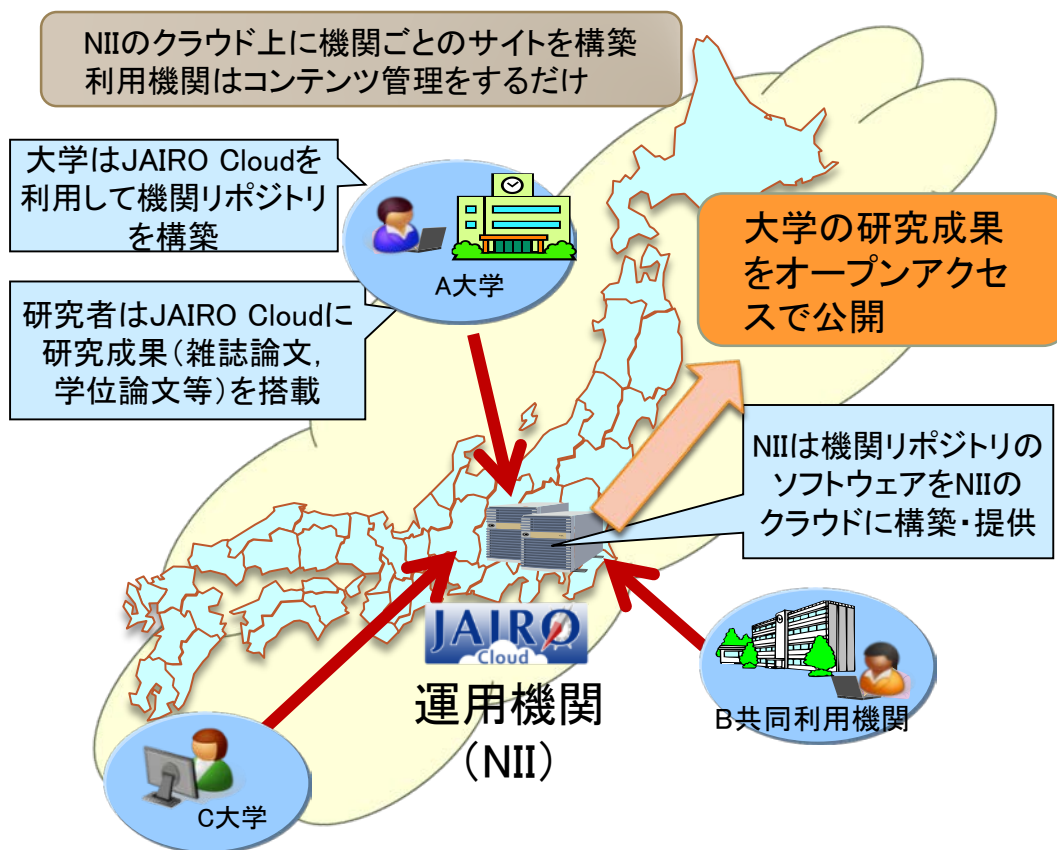 NIIのクラウド上に機関ごとのサイトを構築
利用機関はコンテンツ管理をするだけ
大学はJAIRO Cloudを
利用して機関リポジトリ
を構築
A大学
研究者はJAIRO Cloudに
研究成果（雑誌論文,
学位論文等）を搭載
大学の研究成果
をオープンアクセ
スで公開
NIIは機関リポジトリの
ソフトウェアをNIIの
クラウドに構築・提供
JAIRO
Cloud
運用機関
（NII）
B共同利用機関
C大学